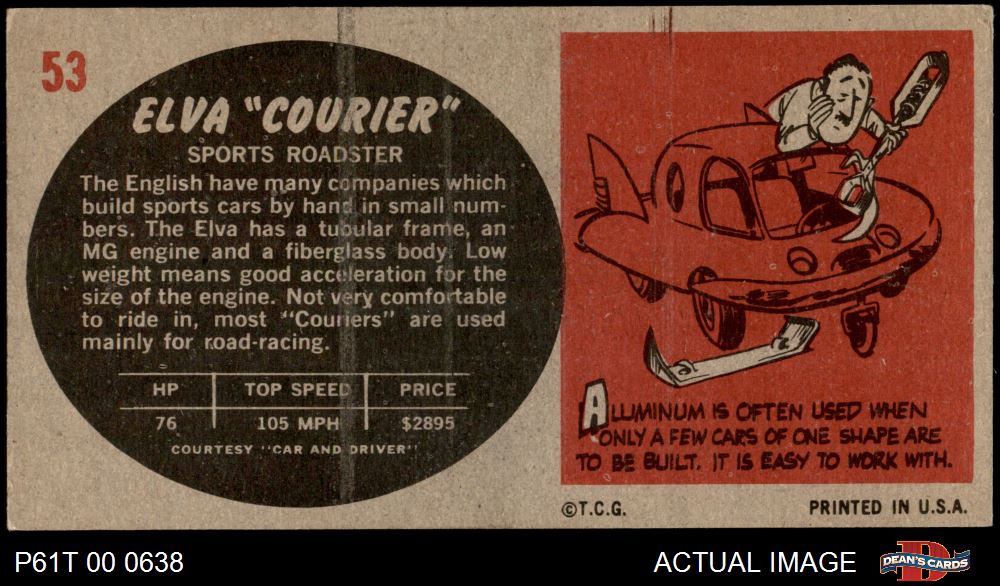 53
ELVA "COURIER"
SPORTS ROADSTER
The English have many companies which
build sports cars by hand in small num-
bers. The Elva has a tubular frame, an
MG engine and a fiberglass body. Low
weight means good acceleration for the
size of the engine. Not very comfortable
to ride in, most "Couriers" are used
mainly for road-racing.
HP TOP SPEED PRICE
76 105 MPH $2895
COURTESY "CAR AND DRIVER"
ALUMINUM IS OFTEN USED WHEN
ONLY A FEW CARS OF ONE SHAPE ARE
TO BE BUILT. IT IS EASY TO WORK WITH.
©T.C.G. PRINTED IN U.S.A.
P61T 00 0638 ACTUAL IMAGE D DEAN'S CARDS